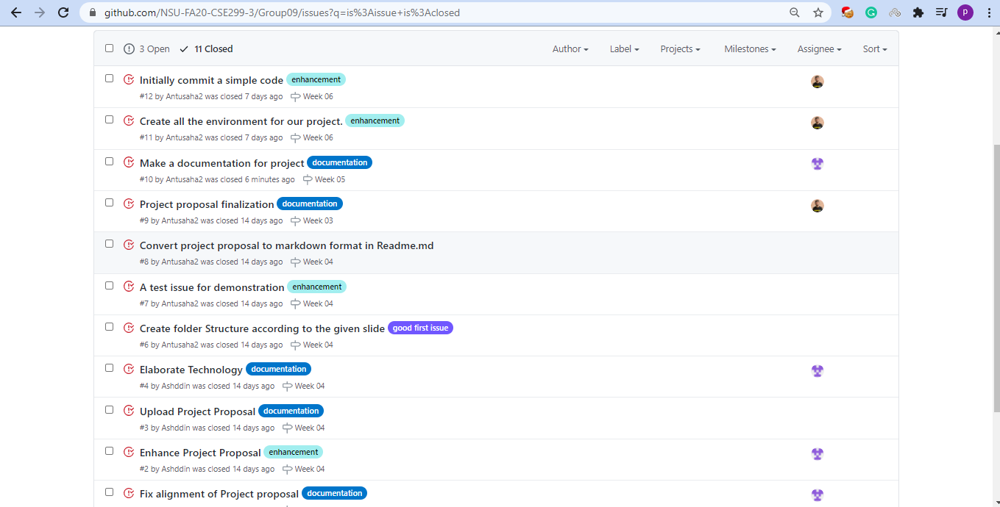 github.com/NSU-FA20-CSE299-3/Group09/issues?q=is%3Aissue+is%3Aclosed
P
3 Open 11 Closed Author Label Projects Milestones Assignee Sort
Initially commit a simple code enhancement
#12 by Antusaha2 was closed 7 days ago Week 06
Create all the environment for our project. enhancement
#11 by Antusaha2 was closed 7 days ago Week 06
Make a documentation for project documentation
#10 by Antusaha2 was closed 6 minutes ago Week 05
Project proposal finalization documentation
#9 by Antusaha2 was closed 14 days ago Week 03
Convert project proposal to markdown format in Readme.md
#8 by Antusaha2 was closed 14 days ago Week 04
A test issue for demonstration enhancement
#7 by Antusaha2 was closed 14 days ago Week 04
Create folder Structure according to the given slide good first issue
#6 by Antusaha2 was closed 14 days ago Week 04
Elaborate Technology documentation
#4 by Ashddin was closed 14 days ago Week 04
Upload Project Proposal documentation
#3 by Ashddin was closed 14 days ago Week 04
Enhance Project Proposal enhancement
#2 by Ashddin was closed 14 days ago Week 04
Fix alignment of Project proposal documentation